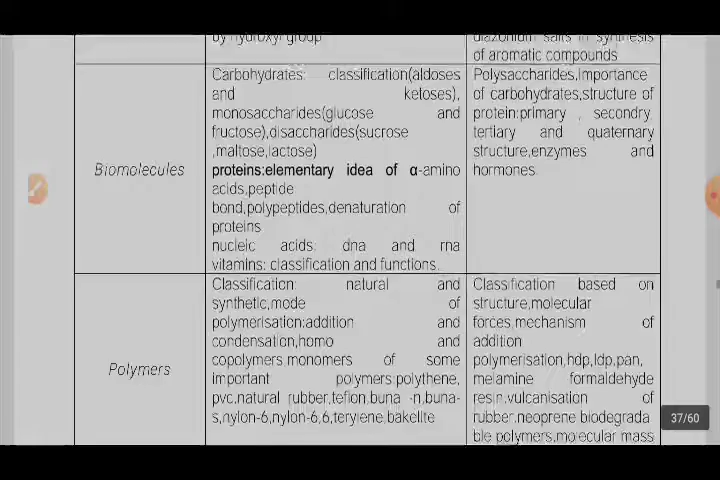 by hydroxyl group
diazonium salts in synthesis
of aromatic compounds
Biomolecules
Carbohydrates: classification(aldoses
and ketoses),
monosaccharides(glucose and
fructose),disaccharides(sucrose
,maltose,lactose)
proteins:elementary idea of α-amino
acids,peptide
bond,polypeptides,denaturation of
proteins
nucleic acids: dna and rna
vitamins: classification and functions.
Polysaccharides,Importance
of carbohydrates,structure of
protein:primary , secondry,
tertiary and quaternary
structure,enzymes and
hormones.
Polymers
Classification: natural and
synthetic,mode of
polymerisation:addition and
condensation,homo and
copolymers.monomers of some
important polymers:polythene,
pvc,natural rubber,teflon,buna -n,buna-
s,nylon-6,nylon-6,6,terylene,bakelite
Classification based on
structure,molecular
forces,mechanism of
addition
polymerisation,hdp,ldp,pan,
melamine formaldehyde
resin,vulcanisation of
rubber,neoprene biodegrada
ble polymers,molecular mass
37/60